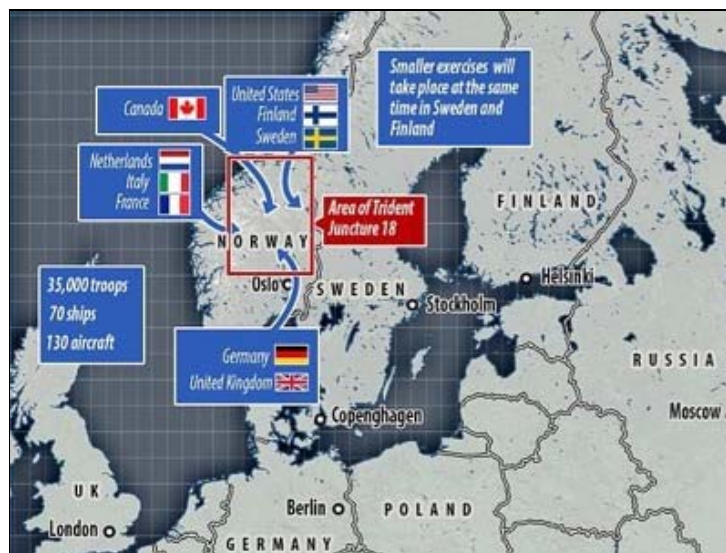 Canada
United States
Finland
Sweden
Smaller exercises will
take place at the same
time in Sweden and
Finland
Netherlands
Italy
France
Area of Trident
Juncture 18
NORWAY
FINLAND
35,000 troops
70 ships
130 aircraft
Oslo
SWEDEN
Helsinki
Stockholm
Germany
United Kingdom
RUSSIA
Copenghagen
Moscow
UK
London
Berlin
POLAND
GERMANY